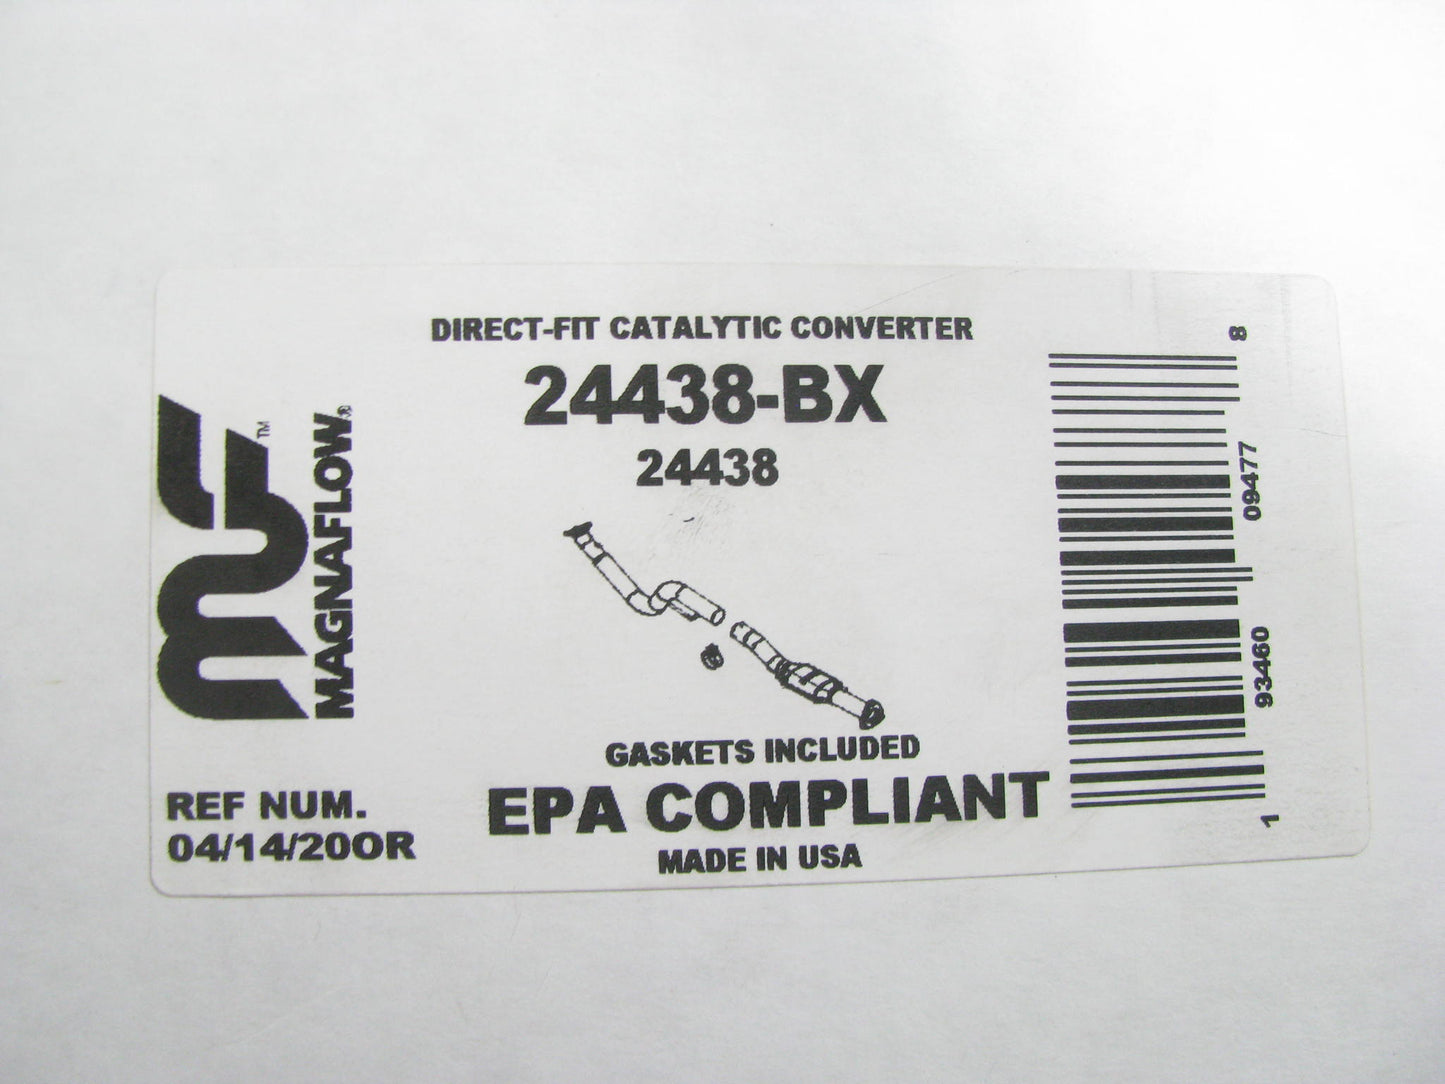 DIRECT-FIT CATALYTIC CONVERTER
24438-BX
24438
MF™
MAGNAFLOW®
GASKETS INCLUDED
EPA COMPLIANT
MADE IN USA
REF NUM.
04/14/20OR
1 93460 09477 8